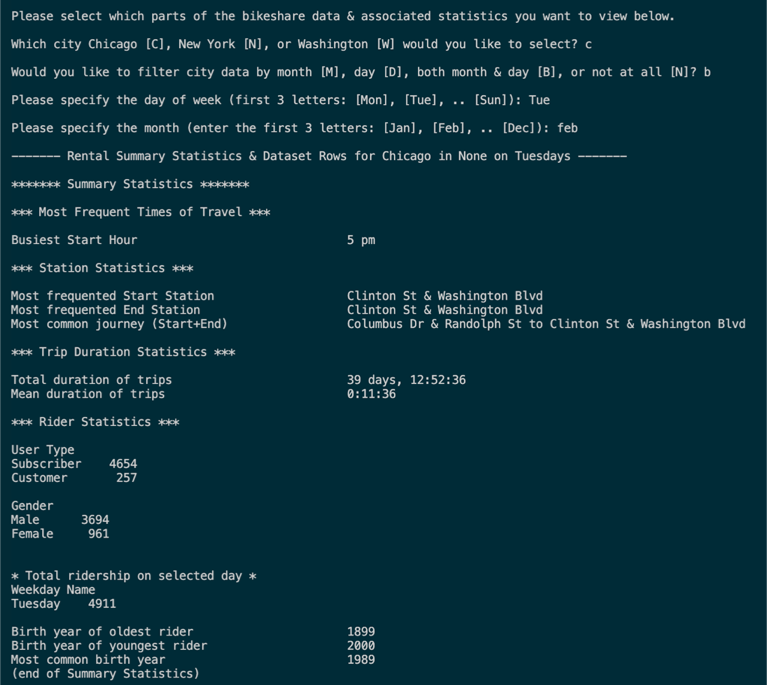 Please select which parts of the bikeshare data & associated statistics you want to view below.
Which city Chicago [C], New York [N], or Washington [W] would you like to select? c
Would you like to filter city data by month [M], day [D], both month & day [B], or not at all [N]? b
Please specify the day of week (first 3 letters: [Mon], [Tue], .. [Sun]): Tue
Please specify the month (enter the first 3 letters: [Jan], [Feb], .. [Dec]): feb
------- Rental Summary Statistics & Dataset Rows for Chicago in None on Tuesdays -------
******* Summary Statistics *******
*** Most Frequent Times of Travel ***
Busiest Start Hour 5 pm
*** Station Statistics ***
Most frequented Start Station Clinton St & Washington Blvd
Most frequented End Station Clinton St & Washington Blvd
Most common journey (Start+End) Columbus Dr & Randolph St to Clinton St & Washington Blvd
*** Trip Duration Statistics ***
Total duration of trips 39 days, 12:52:36
Mean duration of trips 0:11:36
*** Rider Statistics ***
User Type
Subscriber 4654
Customer 257
Gender
Male 3694
Female 961
* Total ridership on selected day *
Weekday Name
Tuesday 4911
Birth year of oldest rider 1899
Birth year of youngest rider 2000
Most common birth year 1989
(end of Summary Statistics)